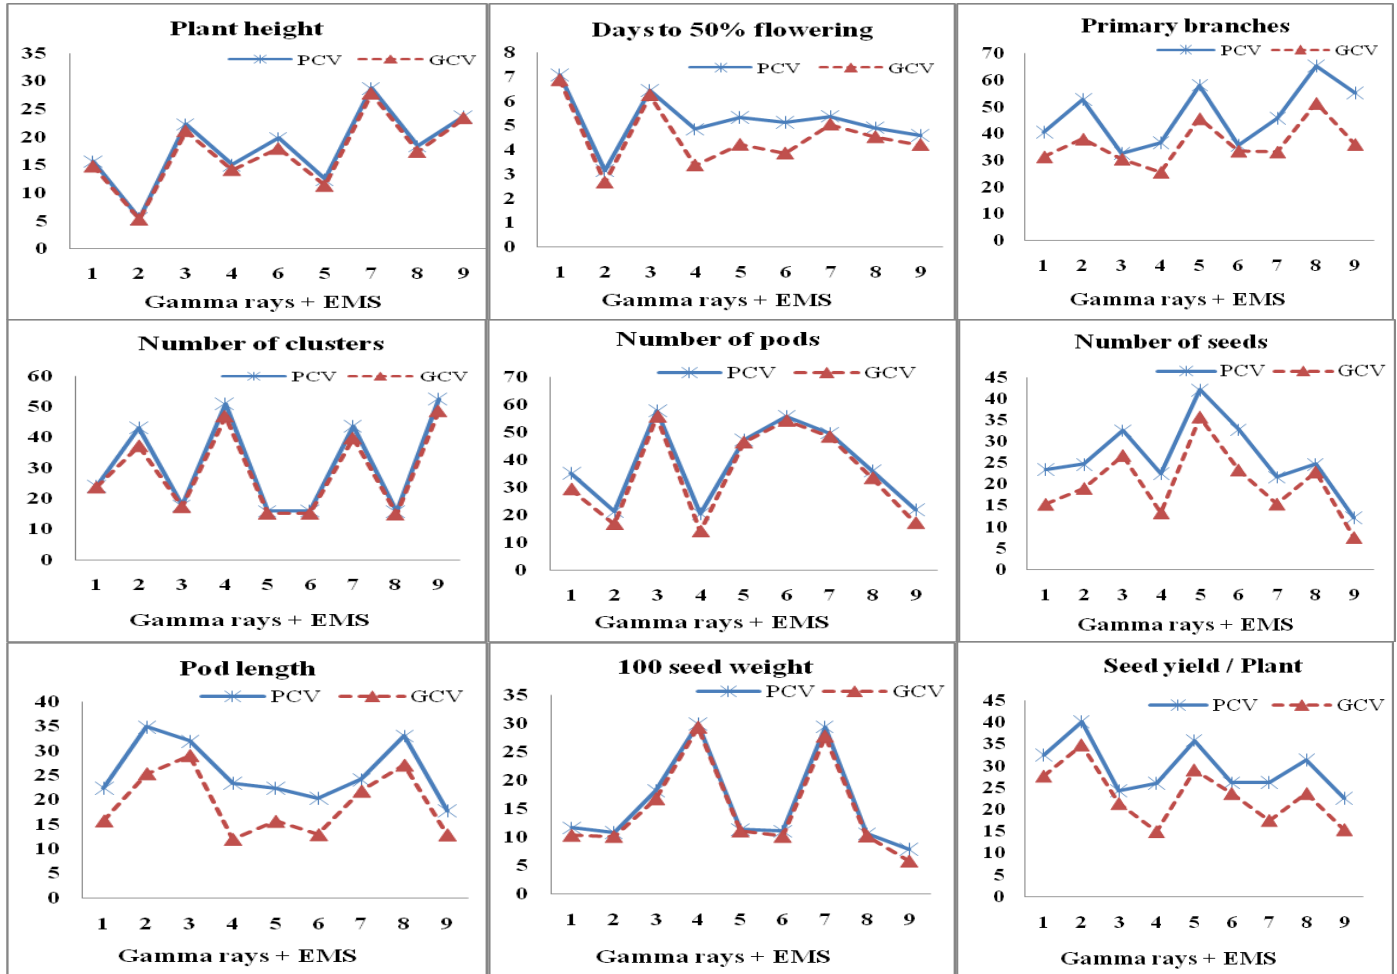 Plant height
PCV GCV
35
30
25
20
15
10
5
0
1 2 3 4 6 5 7 8 9
Gamma rays + EMS
Days to 50% flowering
PCV GCV
8
7
6
5
4
3
2
1
0
1 2 3 4 5 6 7 8 9
Gamma rays + EMS
Primary branches
PCV GCV
70
60
50
40
30
20
10
0
1 2 3 4 5 6 7 8 9
Gamma rays + EMS
Number of clusters
PCV GCV
60
50
40
30
20
10
0
1 2 3 4 5 6 7 8 9
Gamma rays + EMS
Number of pods
PCV GCV
70
60
50
40
30
20
10
0
1 2 3 4 5 6 7 8 9
Gamma rays + EMS
Number of seeds
PCV GCV
45
40
35
30
25
20
15
10
5
0
1 2 3 4 5 6 7 8 9
Gamma rays + EMS
Pod length
PCV GCV
40
35
30
25
20
15
10
5
0
1 2 3 4 5 6 7 8 9
Gamma rays + EMS
100 seed weight
PCV GCV
35
30
25
20
15
10
5
0
1 2 3 4 5 6 7 8 9
Gamma rays + EMS
Seed yield / Plant
PCV GCV
45
40
35
30
25
20
15
10
5
0
1 2 3 4 5 6 7 8 9
Gamma rays + EMS